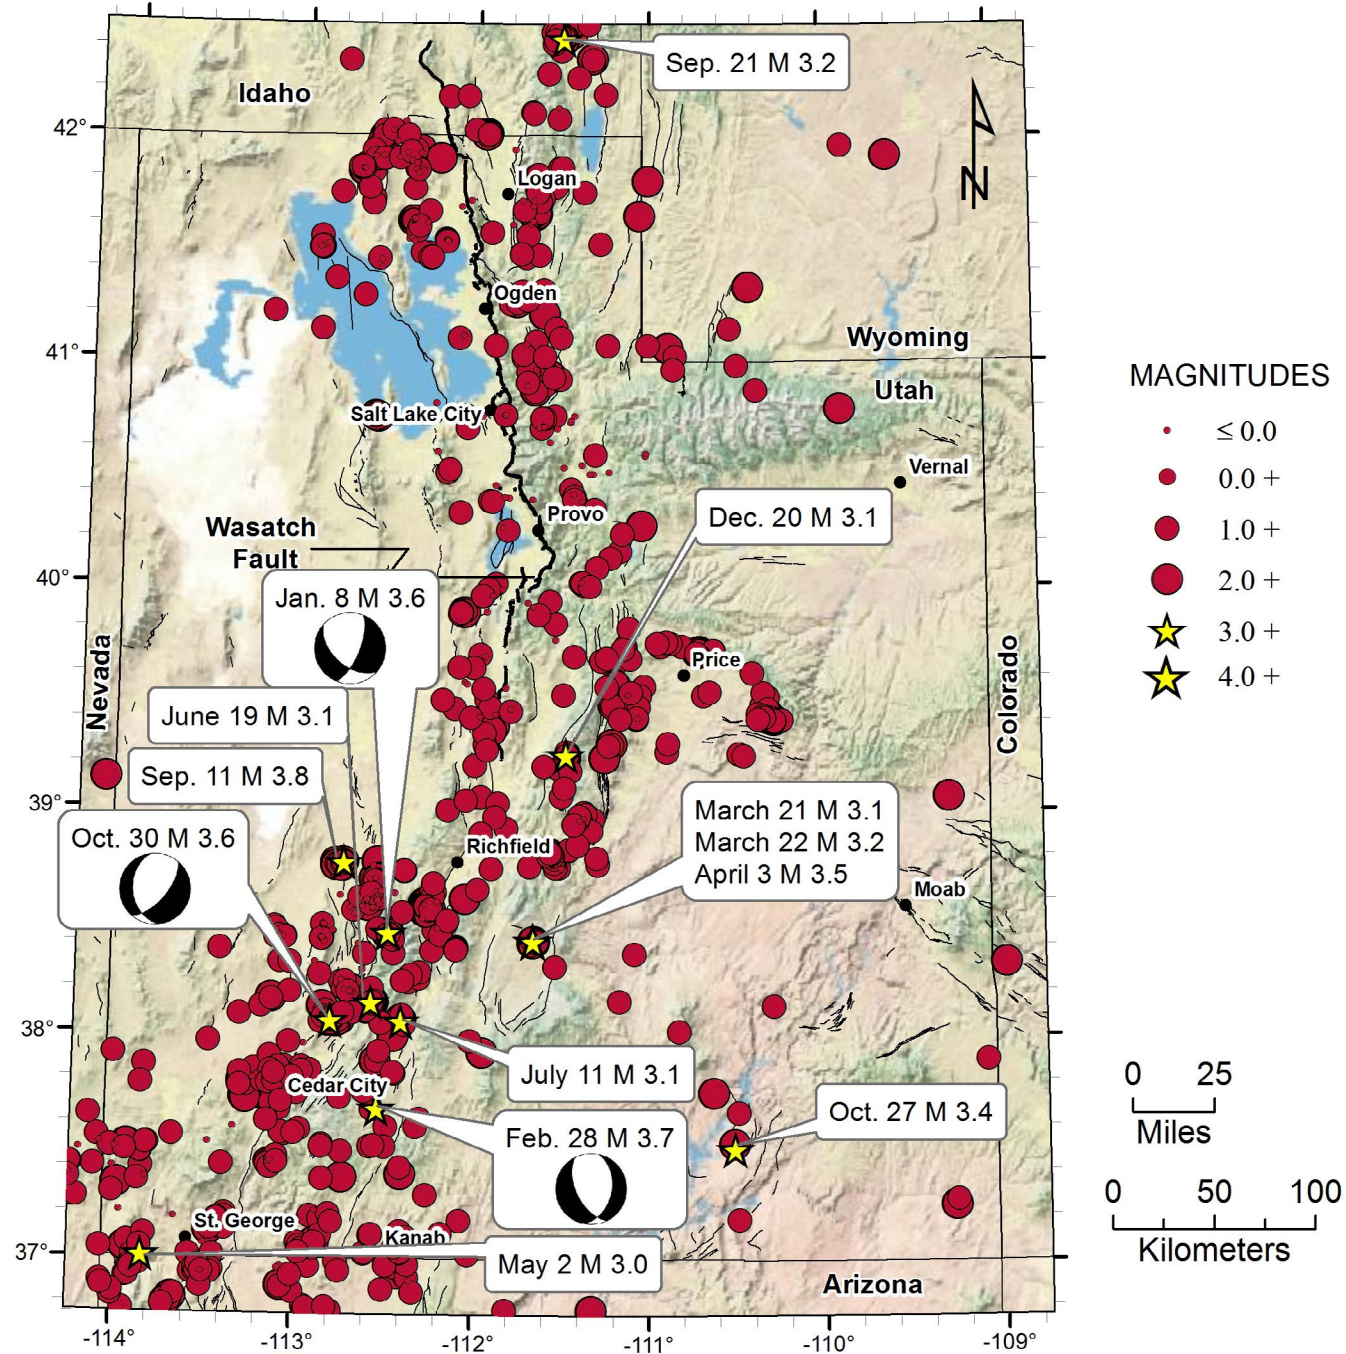 Sep. 21 M 3.2
Idaho
42°
N
Logan
Ogden
41°
Wyoming
Utah
MAGNITUDES
≤ 0.0
0.0 +
1.0 +
2.0 +
3.0 +
4.0 +
Salt Lake City
Vernal
Provo
Dec. 20 M 3.1
Wasatch
Fault
40°
Jan. 8 M 3.6
Nevada
Colorado
Price
June 19 M 3.1
Sep. 11 M 3.8
39°
Oct. 30 M 3.6
March 21 M 3.1
March 22 M 3.2
April 3 M 3.5
Richfield
Moab
38°
July 11 M 3.1
Cedar City
Oct. 27 M 3.4
Feb. 28 M 3.7
0 25
Miles
0 50 100
Kilometers
St. George
Kanab
37°
May 2 M 3.0
Arizona
-114° -113° -112° -111° -110° -109°